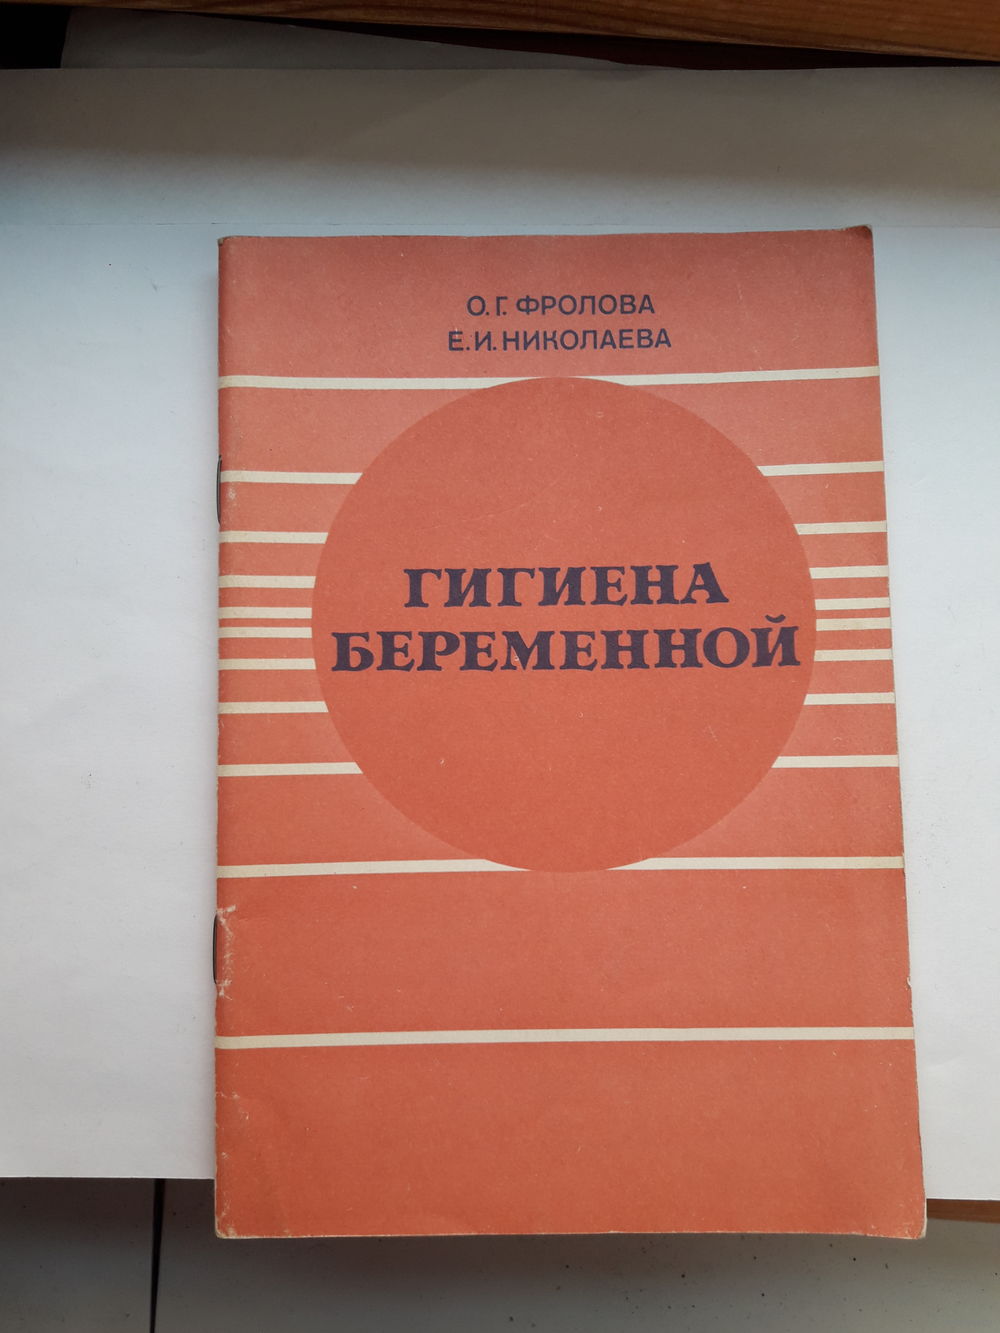 О. Г. ФРОЛОВА
Е. И. НИКОЛАЕВА
ГИГИЕНА
БЕРЕМЕННОЙ